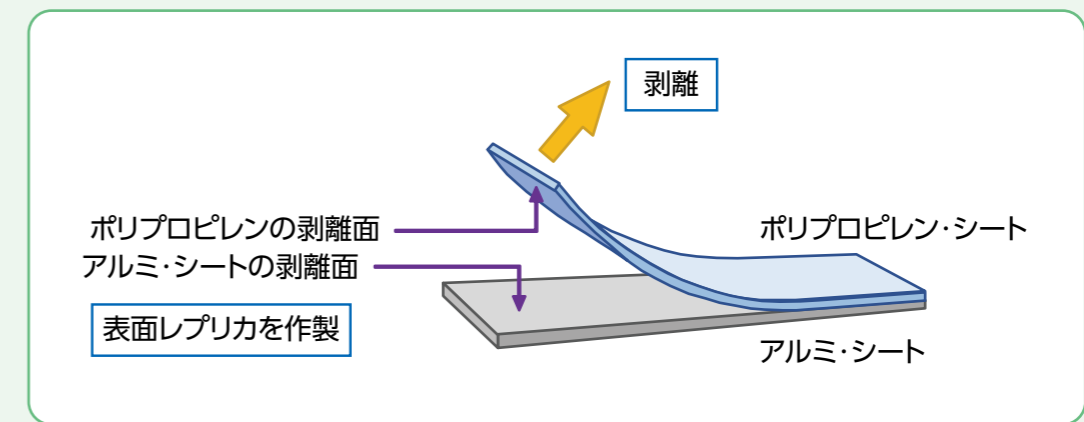 剥離
ポリプロピレンの剥離面
アルミ・シートの剥離面
表面レプリカを作製
ポリプロピレン・シート
アルミ・シート